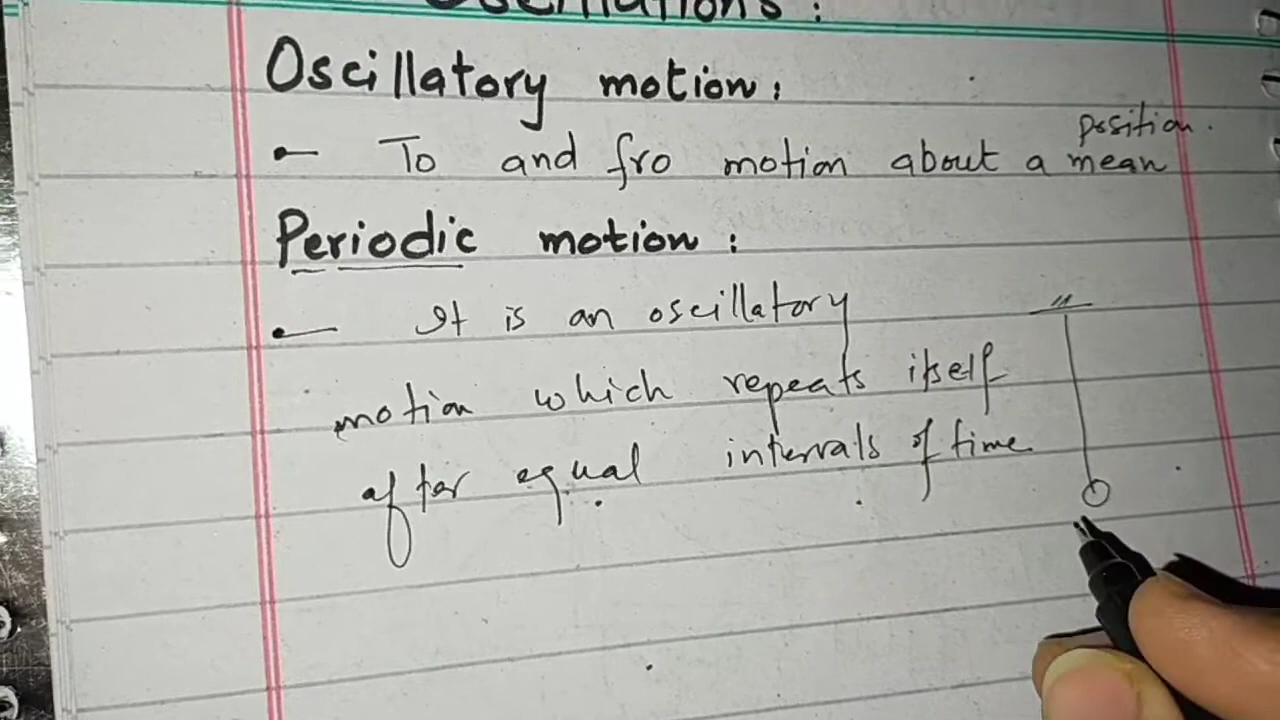 Oscillations :
Oscillatory motion :
- To and fro motion about a mean position.
Periodic motion :
- It is an oscillatory
motion which repeats itself
after equal intervals of time